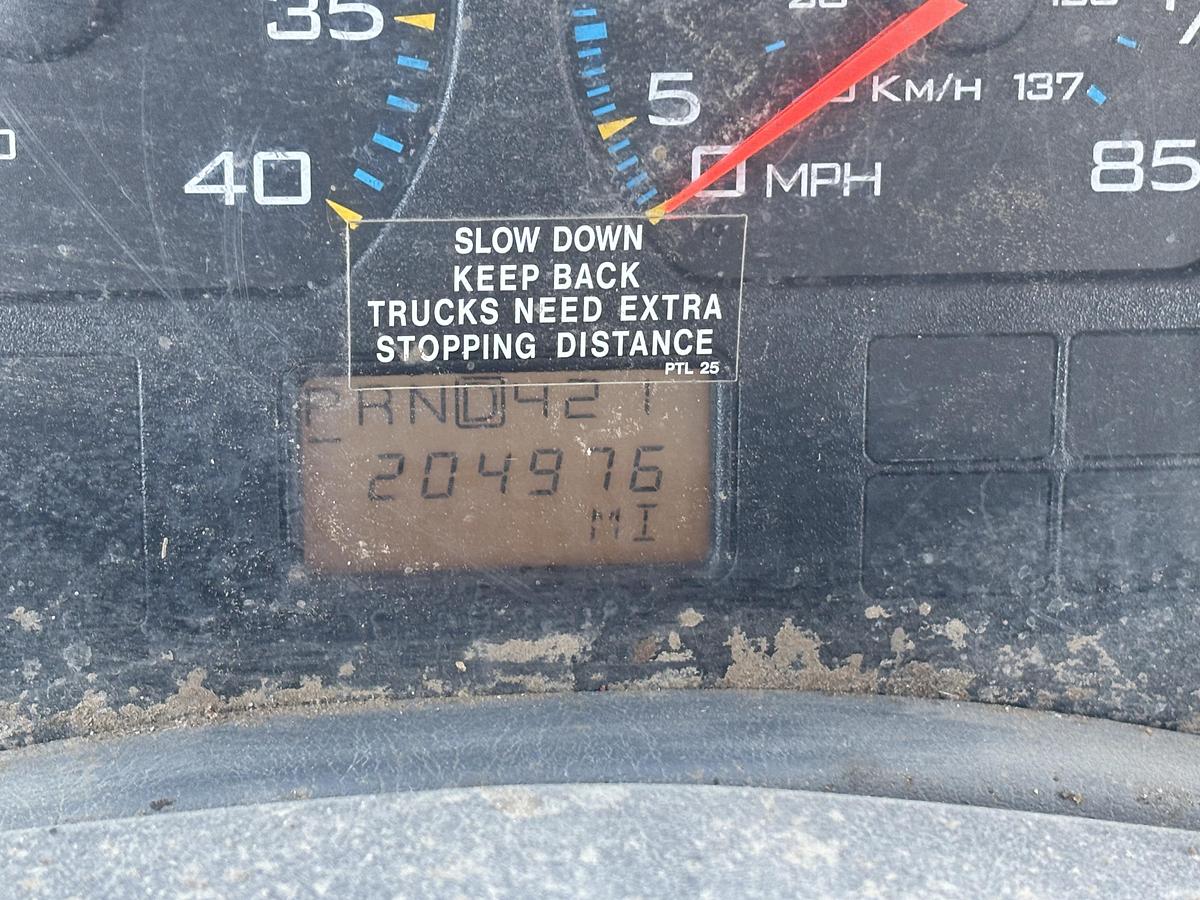 35
5
KM/H 137
40
0 MPH
85
SLOW DOWN
KEEP BACK
TRUCKS NEED EXTRA
STOPPING DISTANCE
PTL 25
PRND421
204976
MI